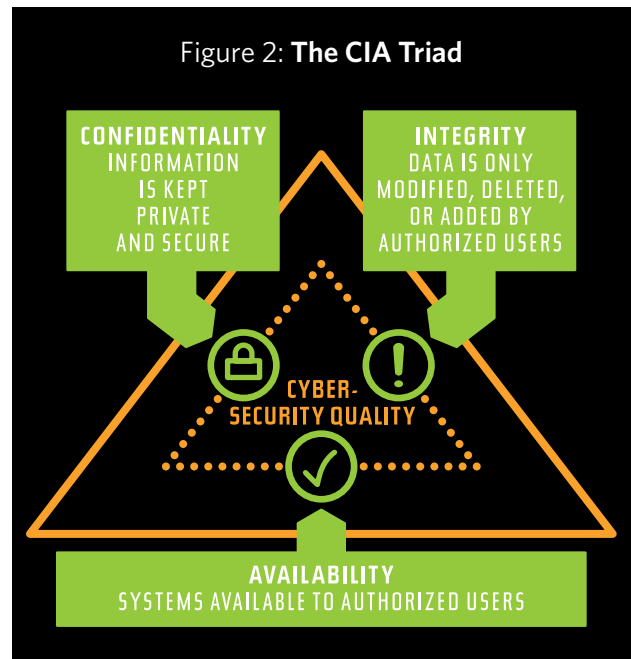 Figure 2: The CIA Triad
CONFIDENTIALITY
INFORMATION
IS KEPT
PRIVATE
AND SECURE
INTEGRITY
DATA IS ONLY
MODIFIED, DELETED,
OR ADDED BY
AUTHORIZED USERS
CYBER-
SECURITY QUALITY
AVAILABILITY
SYSTEMS AVAILABLE TO AUTHORIZED USERS